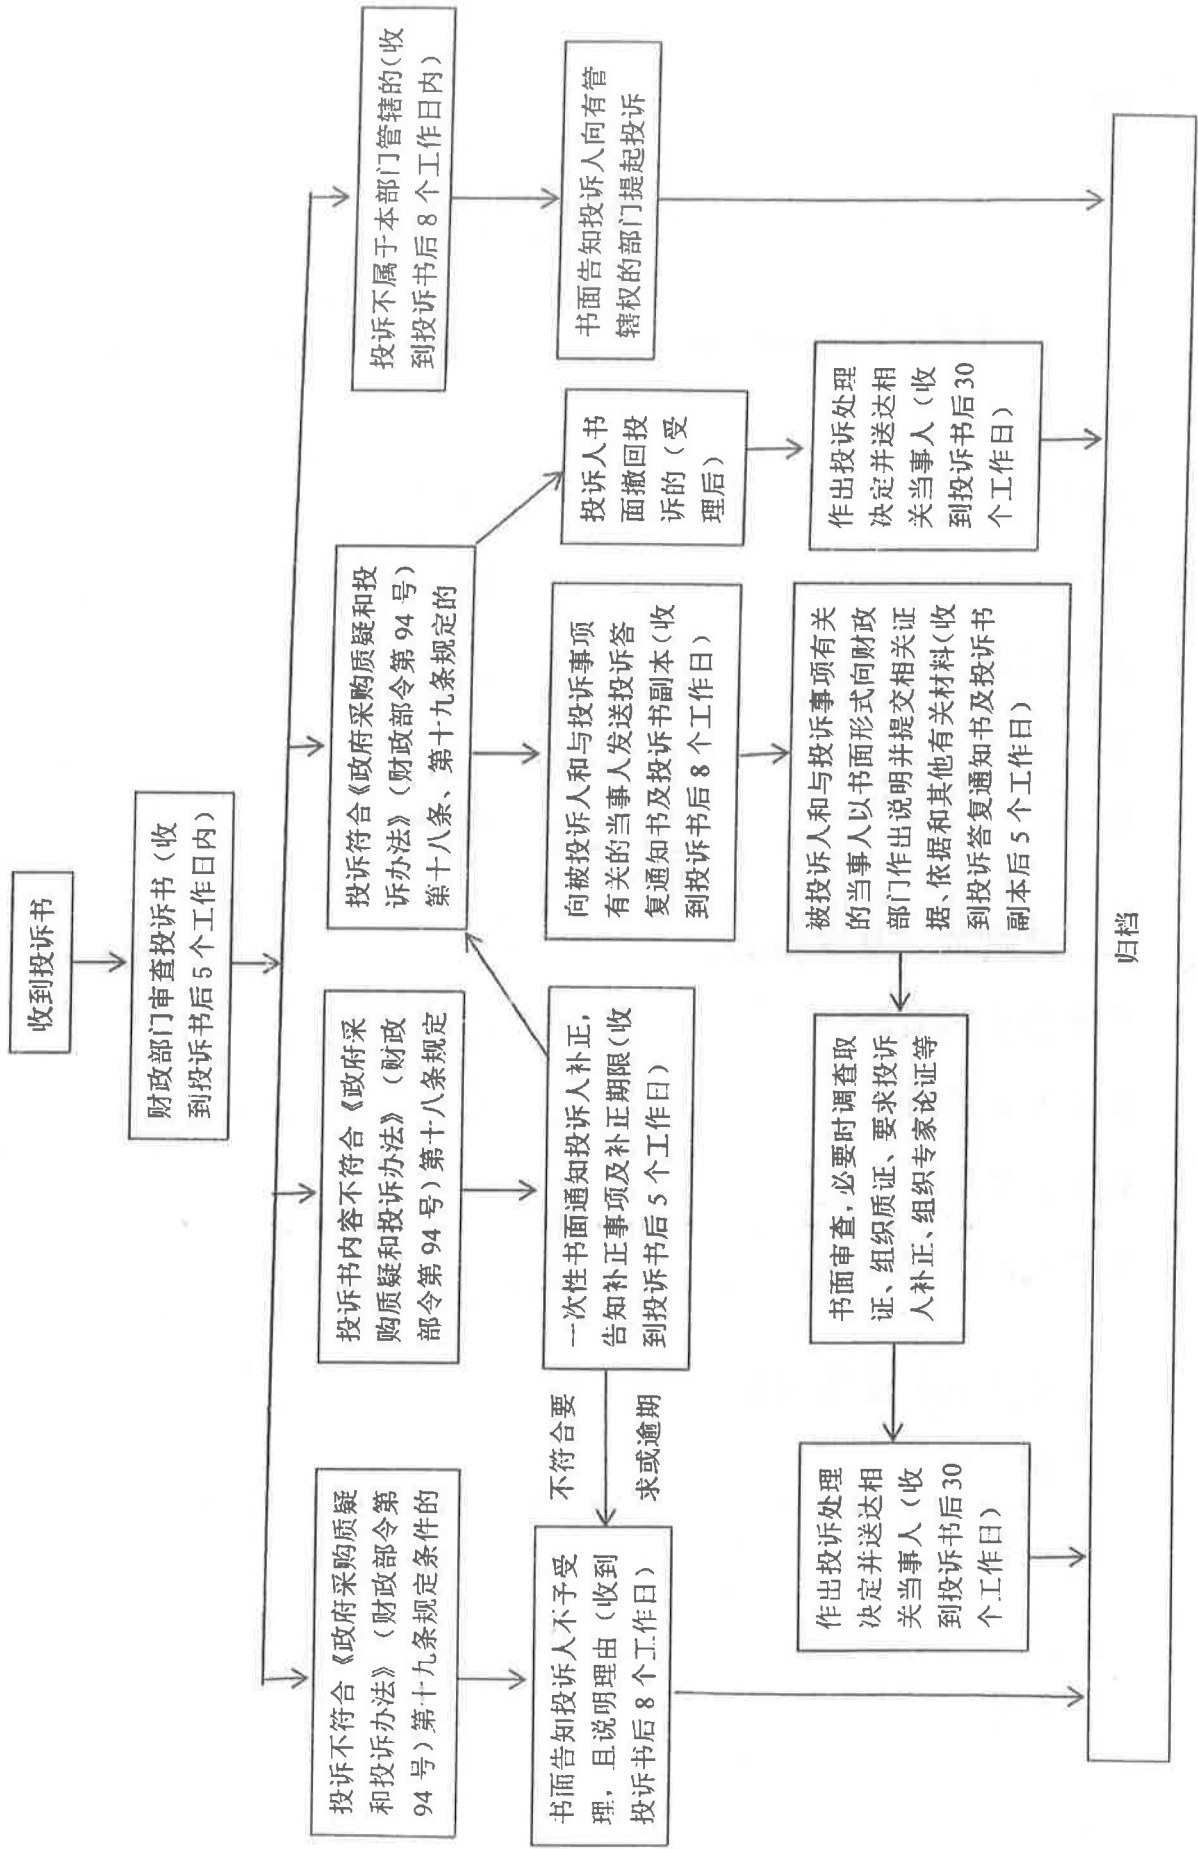 收到投诉书
财政部门审查投诉书（收
到投诉书后5个工作日内）
投诉不符合《政府采购质疑
和投诉办法》（财政部令第
94号）第十九条规定条件的
投诉书内容不符合《政府采
购质疑和投诉办法》（财政
部令第94号）第十八条规定
投诉符合《政府采购质疑和投
诉办法》（财政部令第94号）
第十八条、第十九条规定的
投诉不属于本部门管辖的（收
到投诉书后8个工作日内）
书面告知投诉人不予受
理，且说明理由（收到
投诉书后8个工作日）
不符合要
求或逾期
一次性书面通知投诉人补正，
告知补正事项及补正期限（收
到投诉书后5个工作日）
向被投诉人和与投诉事项
有关的当事人发送投诉答
复通知书及投诉书副本（收
到投诉书后8个工作日）
投诉人书
面撤回投
诉的（受
理后）
书面告知投诉人向有管
辖权的部门提起投诉
作出投诉处理
决定并送达相
关当事人（收
到投诉书后30
个工作日）
书面审查，必要时调查取
证、组织质证、要求投诉
人补正、组织专家论证等
被投诉人和与投诉事项有关
的当事人以书面形式向财政
部门作出说明并提交相关证
据、依据和其他有关材料（收
到投诉答复通知书及投诉书
副本后5个工作日）
作出投诉处理
决定并送达相
关当事人（收
到投诉书后30
个工作日）
归档